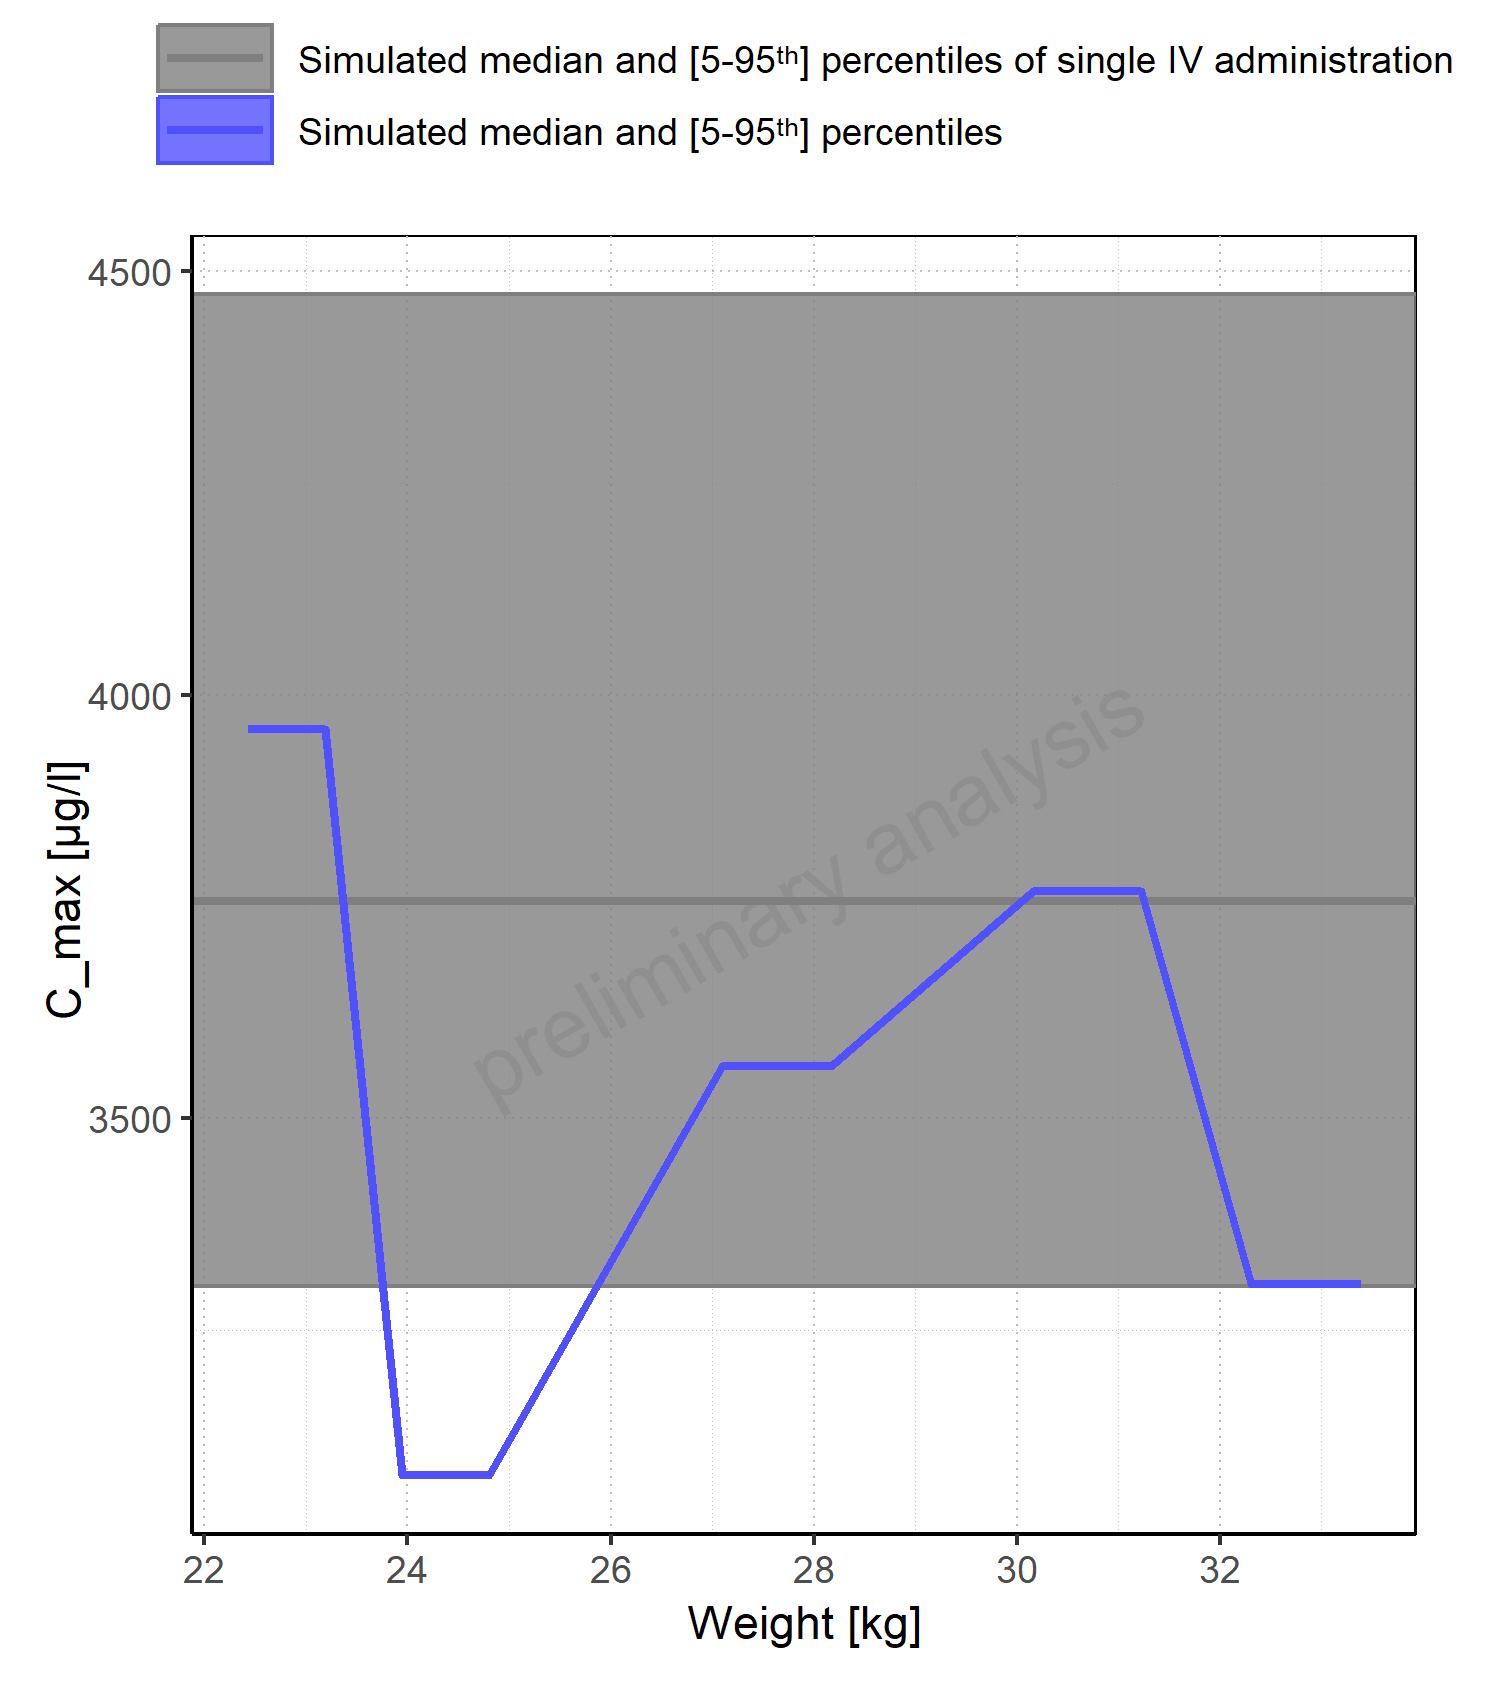 Simulated median and [5-95th] percentiles of single IV administration
Simulated median and [5-95th] percentiles
4500
4000
3500
C_max [µg/l]
preliminary analysis
22 24 26 28 30 32
Weight [kg]